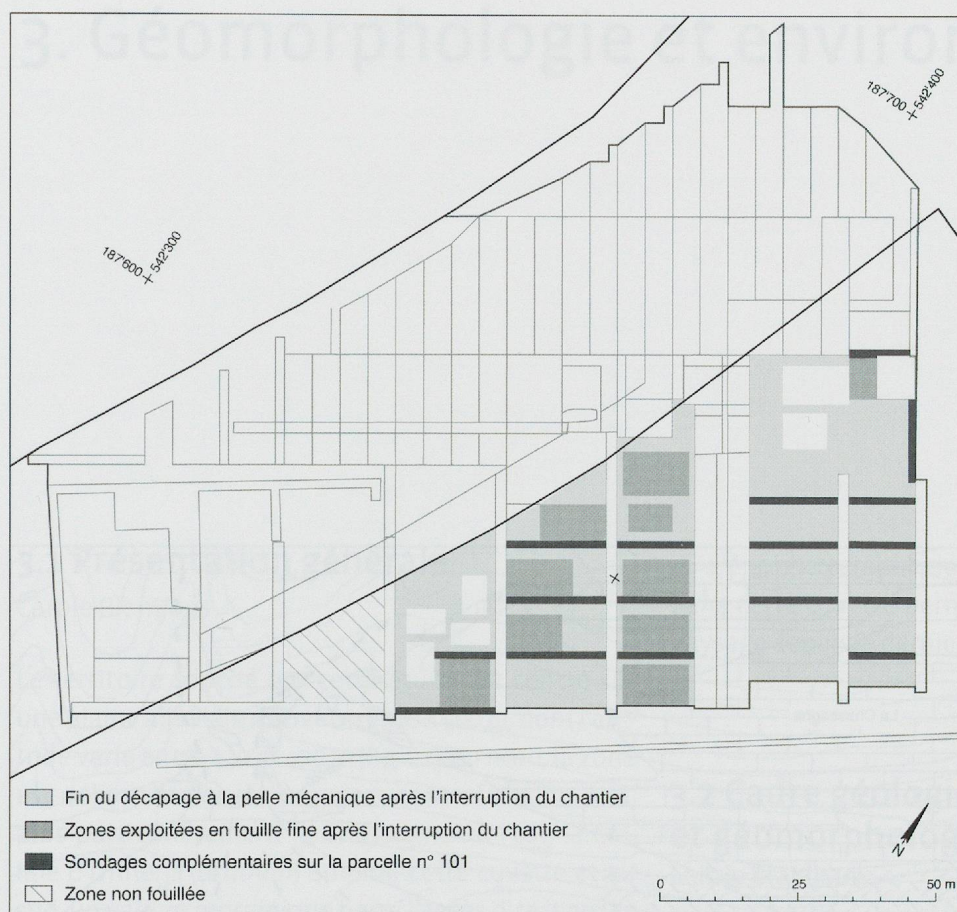 3. Géomorphologie et environ
187'700 + 542'400
187'600 + 542'300
Fin du décapage à la pelle mécanique après l'interruption du chantier
Zones exploitées en fouille fine après l'interruption du chantier
Sondages complémentaires sur la parcelle n° 101
Zone non fouillée
N
0 25 50 m